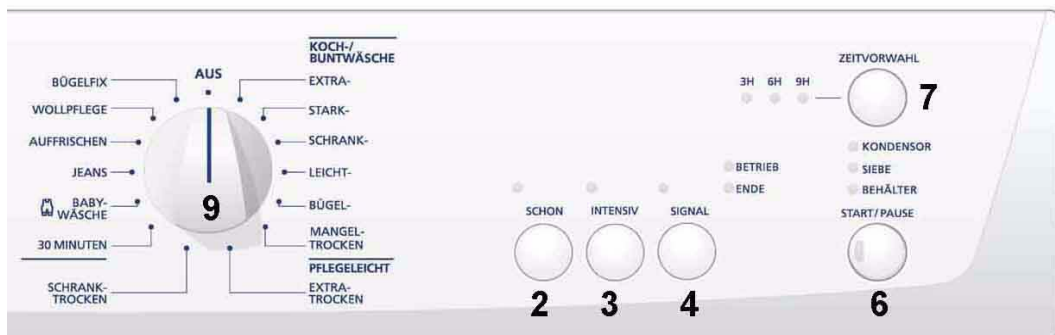 AUS
KOCH-/
BUNTWÄSCHE
EXTRA-
STARK-
SCHRANK-
LEICHT-
BÜGEL-
MANGEL-
TROCKEN
PFLEGELEICHT
EXTRA-
TROCKEN
SCHRANK-
TROCKEN
30 MINUTEN
BABY-
WÄSCHE
JEANS
AUFFRISCHEN
WOLLPFLEGE
BÜGELFIX
9
SCHON
2
INTENSIV
3
SIGNAL
4
BETRIEB
ENDE
ZEITVORWAHL
3H 6H 9H
7
KONDENSOR
SIEBE
BEHÄLTER
START/PAUSE
6